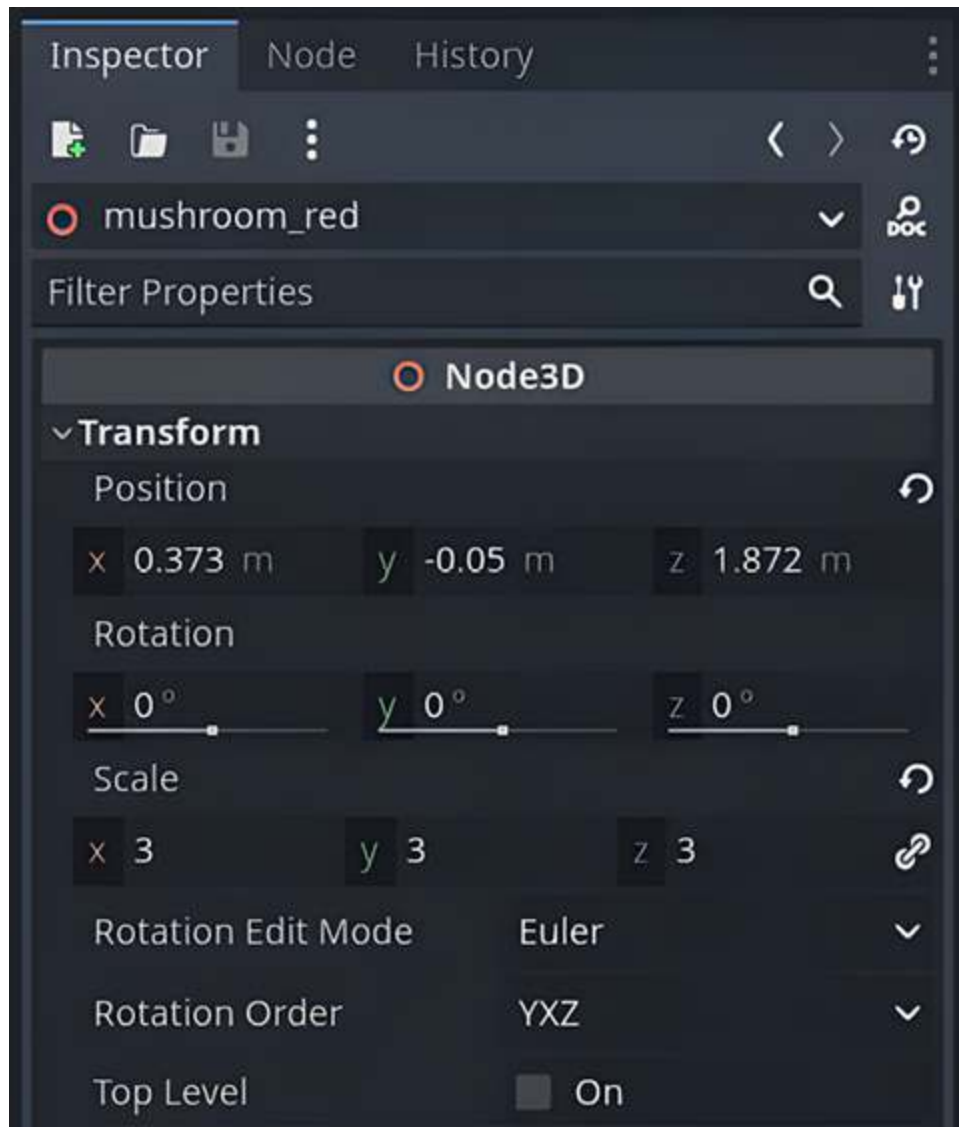 Inspector Node History
mushroom_red
DOC
Filter Properties
Node3D
Transform
Position
x 0.373 m y -0.05 m z 1.872 m
Rotation
x 0° y 0° z 0°
Scale
x 3 y 3 z 3
Rotation Edit Mode Euler
Rotation Order YXZ
Top Level On